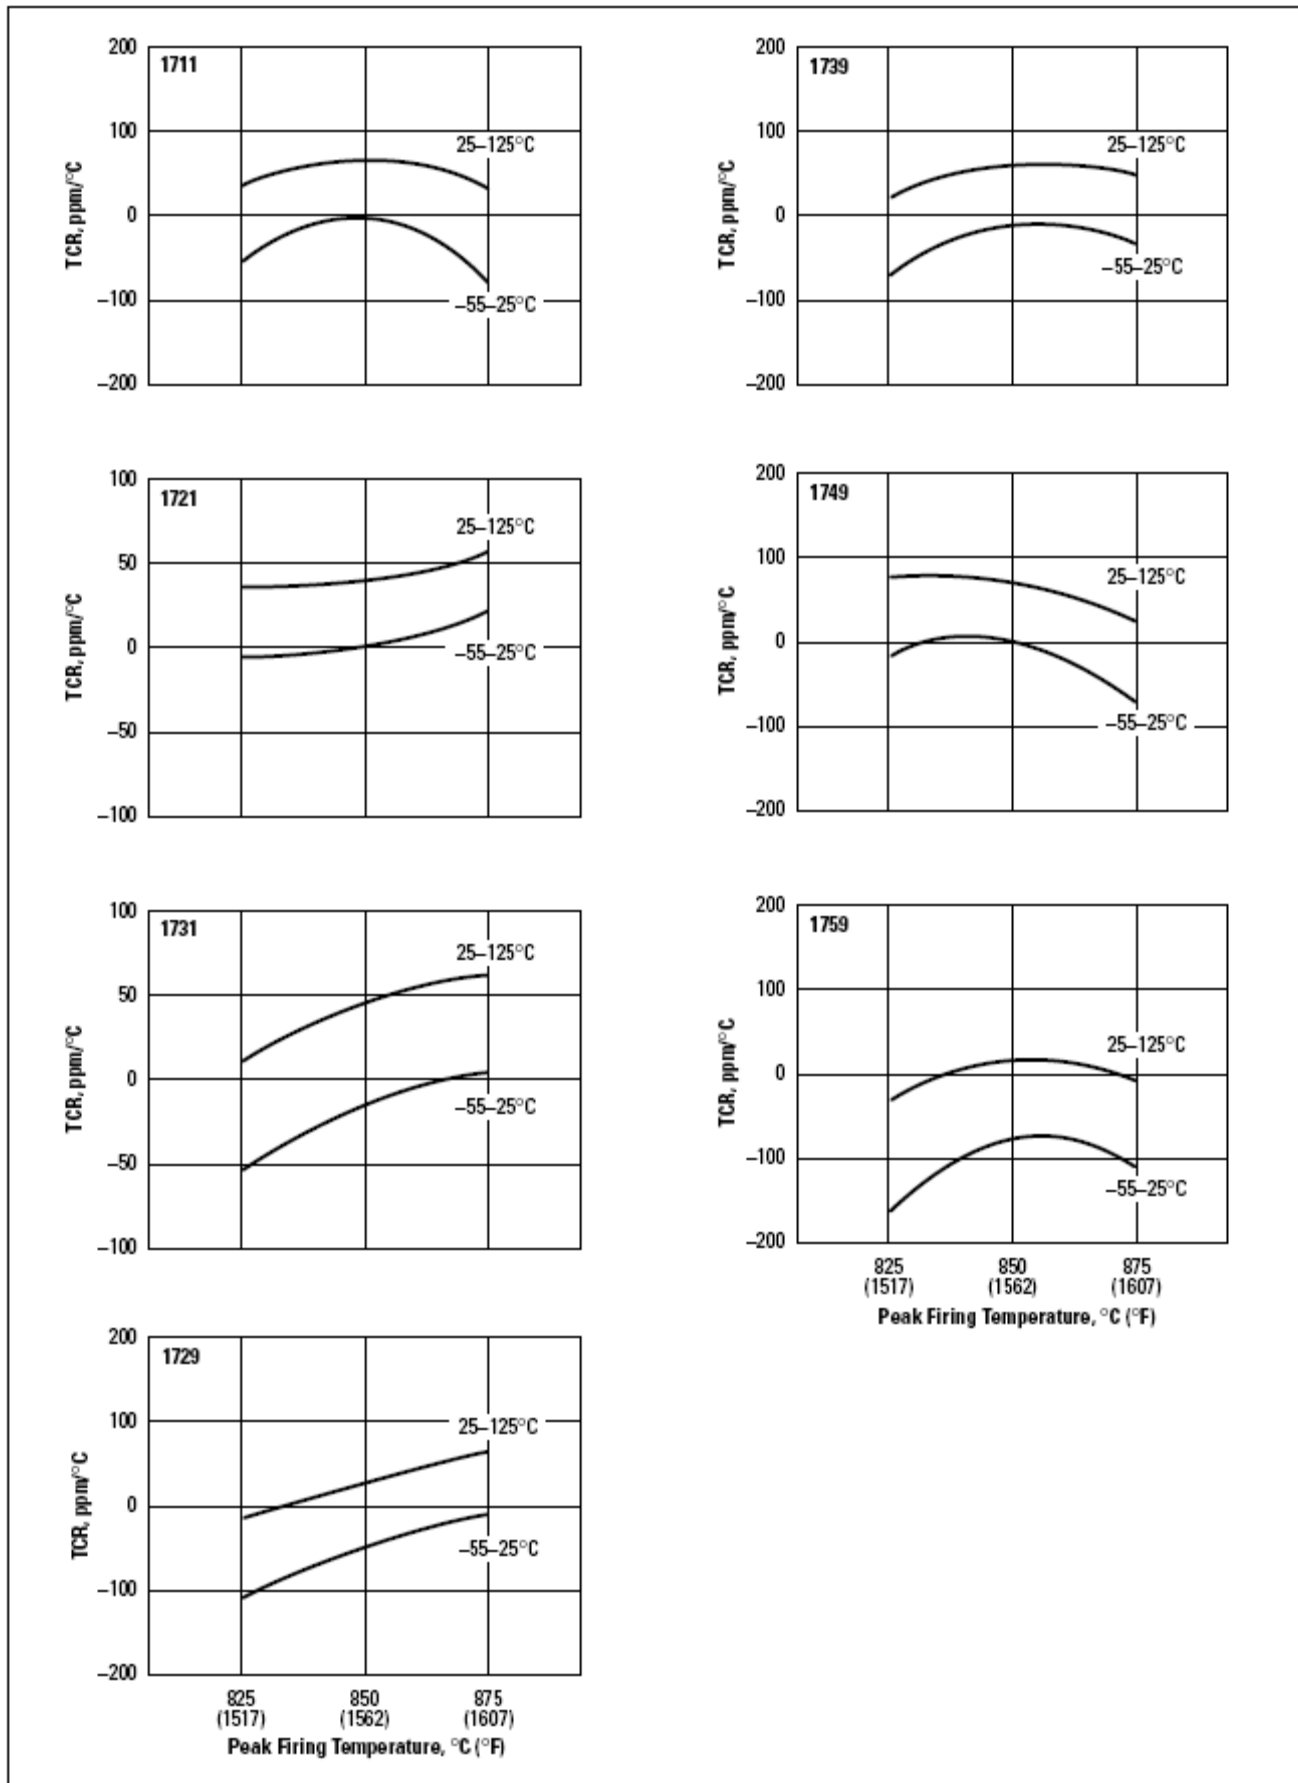 1711
200
100
0
–100
–200
TCR, ppm/°C
25–125°C
–55–25°C
1739
200
100
0
–100
–200
TCR, ppm/°C
25–125°C
–55–25°C
1721
100
50
0
–50
–100
TCR, ppm/°C
25–125°C
–55–25°C
1749
200
100
0
–100
–200
TCR, ppm/°C
25–125°C
–55–25°C
1731
100
50
0
–50
–100
TCR, ppm/°C
25–125°C
–55–25°C
1759
200
100
0
–100
–200
TCR, ppm/°C
25–125°C
–55–25°C
825 850 875
(1517) (1562) (1607)
Peak Firing Temperature, °C (°F)
1729
200
100
0
–100
–200
TCR, ppm/°C
25–125°C
–55–25°C
825 850 875
(1517) (1562) (1607)
Peak Firing Temperature, °C (°F)